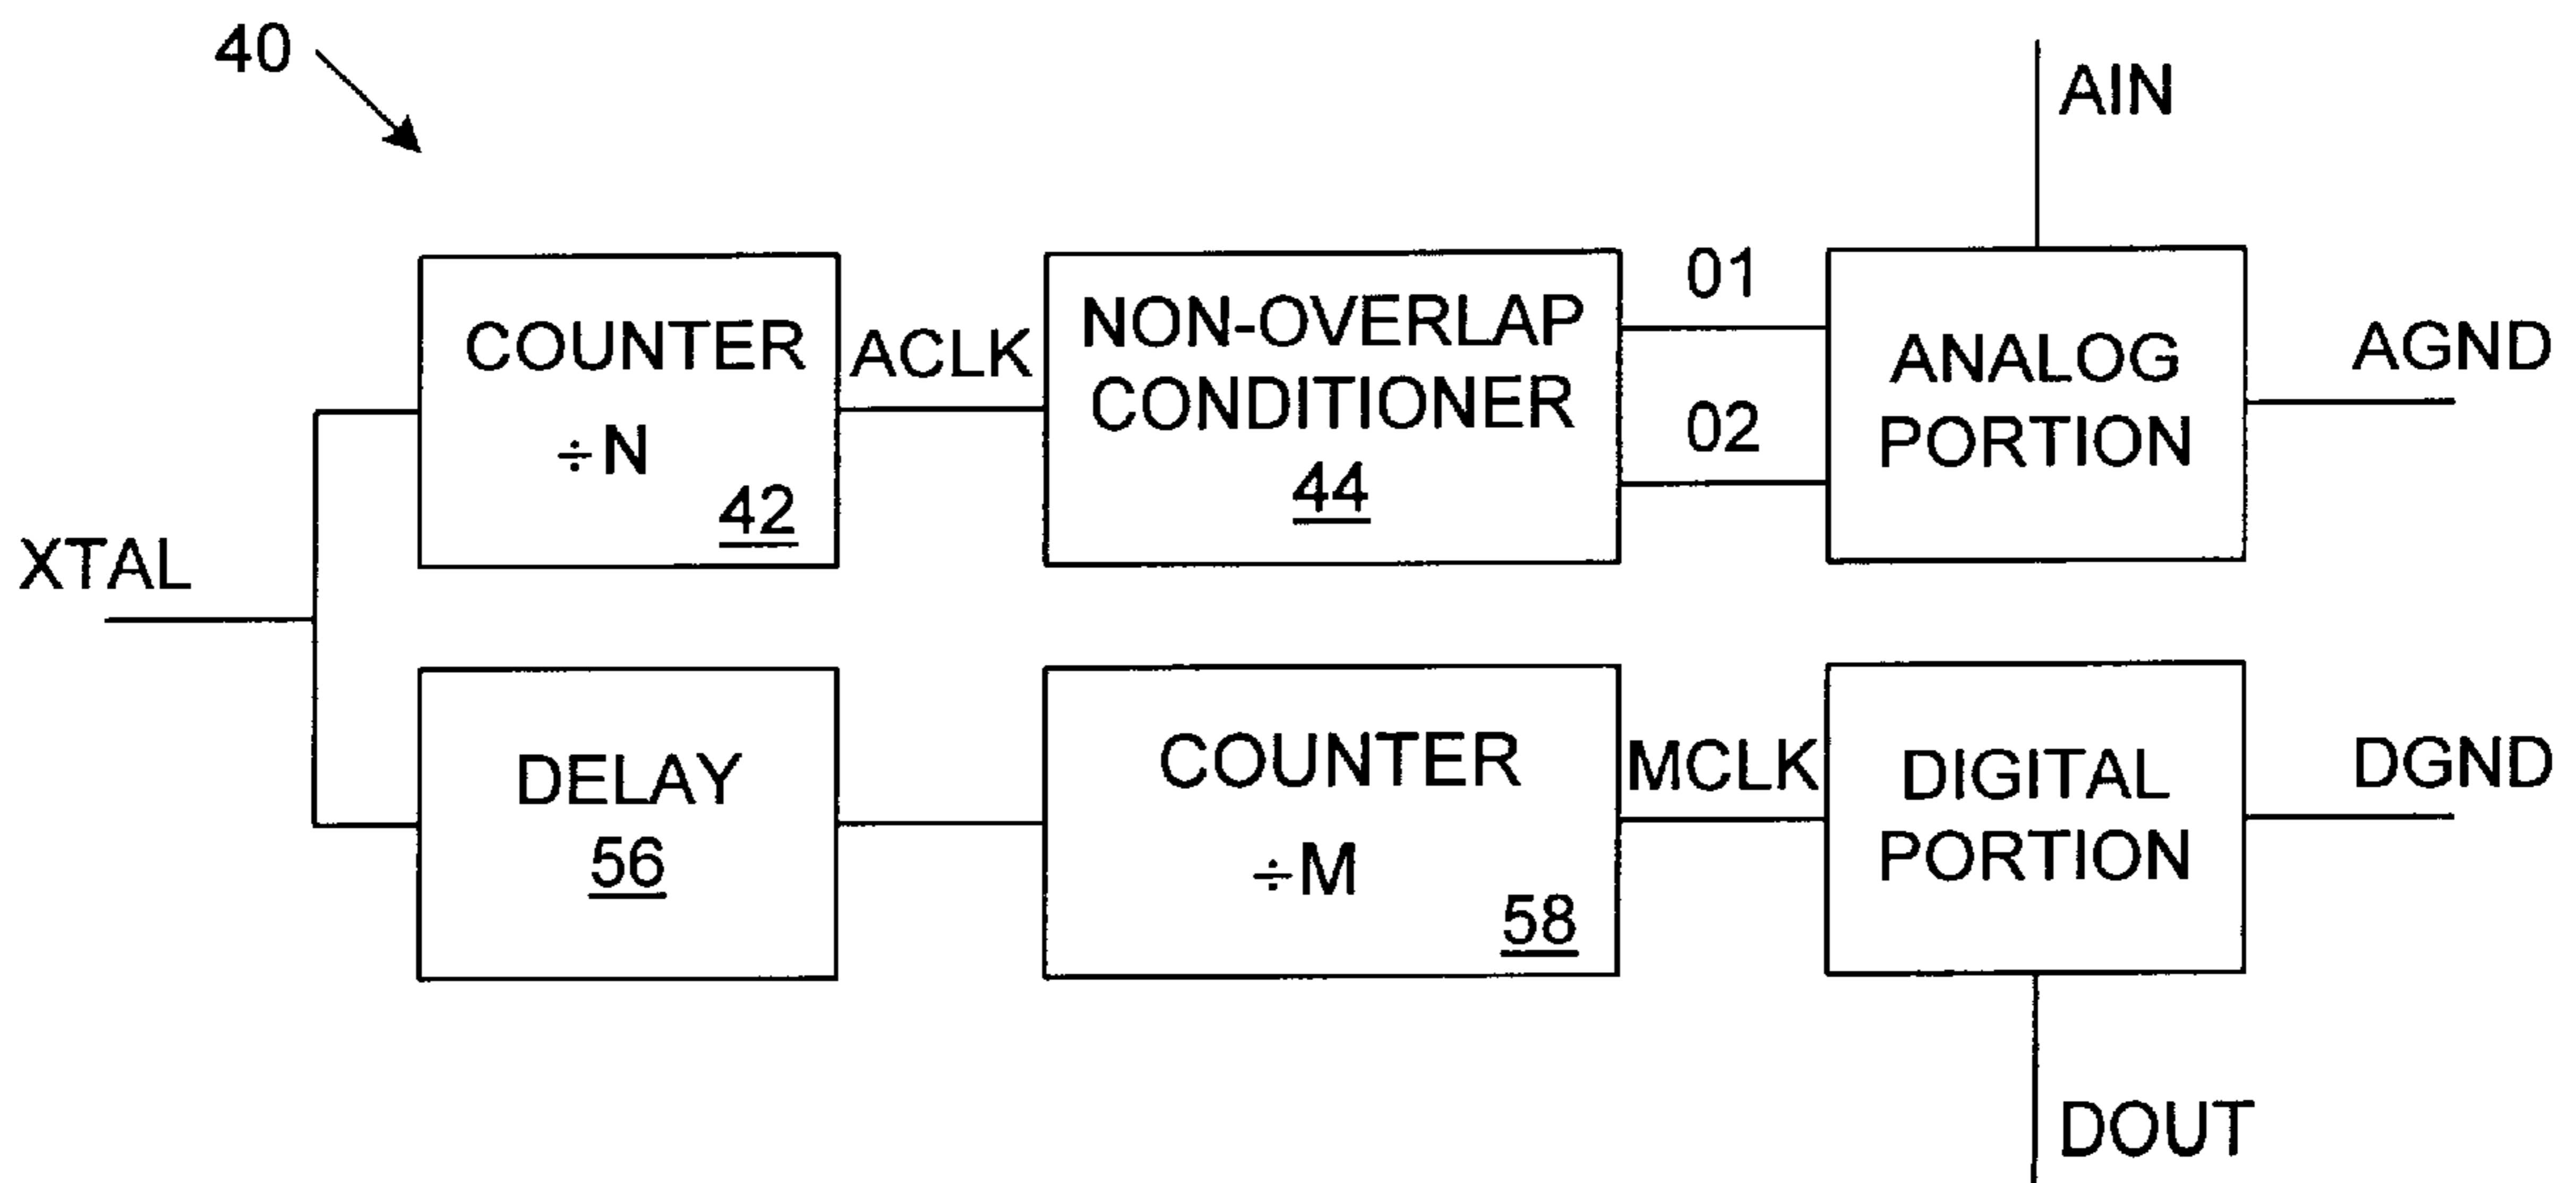 40
AIN
COUNTER
÷N
42
ACLK
NON-OVERLAP
CONDITIONER
44
01
02
ANALOG
PORTION
AGND
XTAL
DELAY
56
COUNTER
÷M
58
MCLK
DIGITAL
PORTION
DGND
DOUT